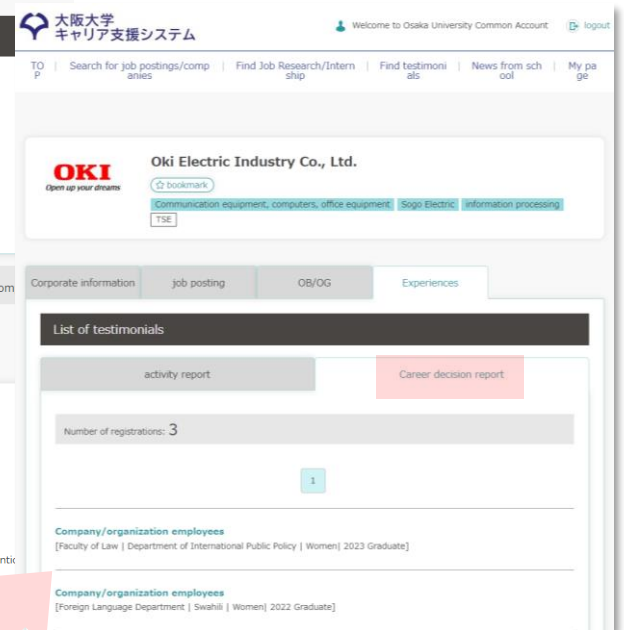 大阪大学
キャリア支援システム
Welcome to Osaka University Common Account
logout
TO
P
Search for job postings/comp
anies
Find Job Research/Intern
ship
Find testimoni
als
News from sch
ool
My pa
ge
OKI
Open up your dreams
Oki Electric Industry Co., Ltd.
☆ bookmark
Communication equipment, computers, office equipment
Sogo Electric
information processing
TSE
om
Corporate information
job posting
OB/OG
Experiences
List of testimonials
activity report
Career decision report
Number of registrations: 3
1
Company/organization employees
[Faculty of Law | Department of International Public Policy | Women| 2023 Graduate]
ntic
Company/organization employees
[Foreign Language Department | Swahili | Women| 2022 Graduate]